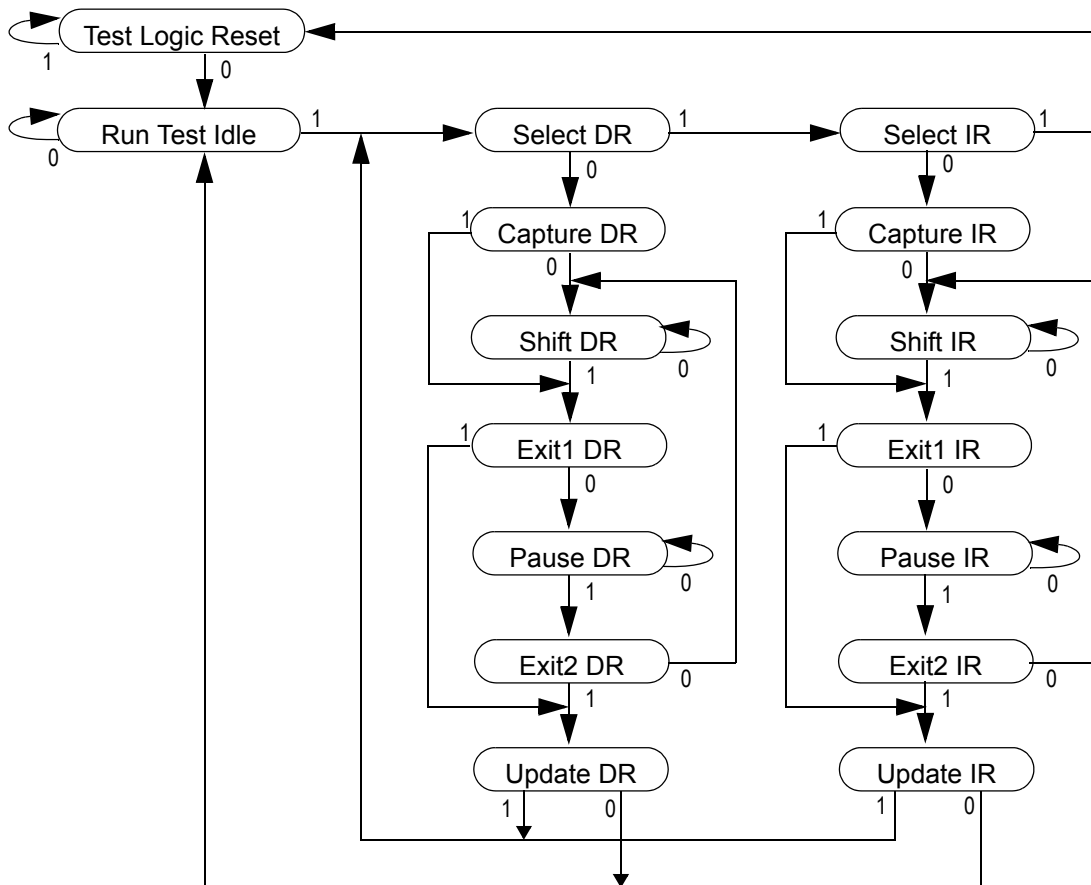 Test Logic Reset
1
0
Run Test Idle
1
0
Select DR
1
0
Select IR
1
0
1
Capture DR
0
1
Capture IR
0
Shift DR
0
1
Shift IR
0
1
1
Exit1 DR
0
1
Exit1 IR
0
Pause DR
0
1
Pause IR
0
1
Exit2 DR
0
1
Exit2 IR
0
1
Update DR
1
0
Update IR
1
0